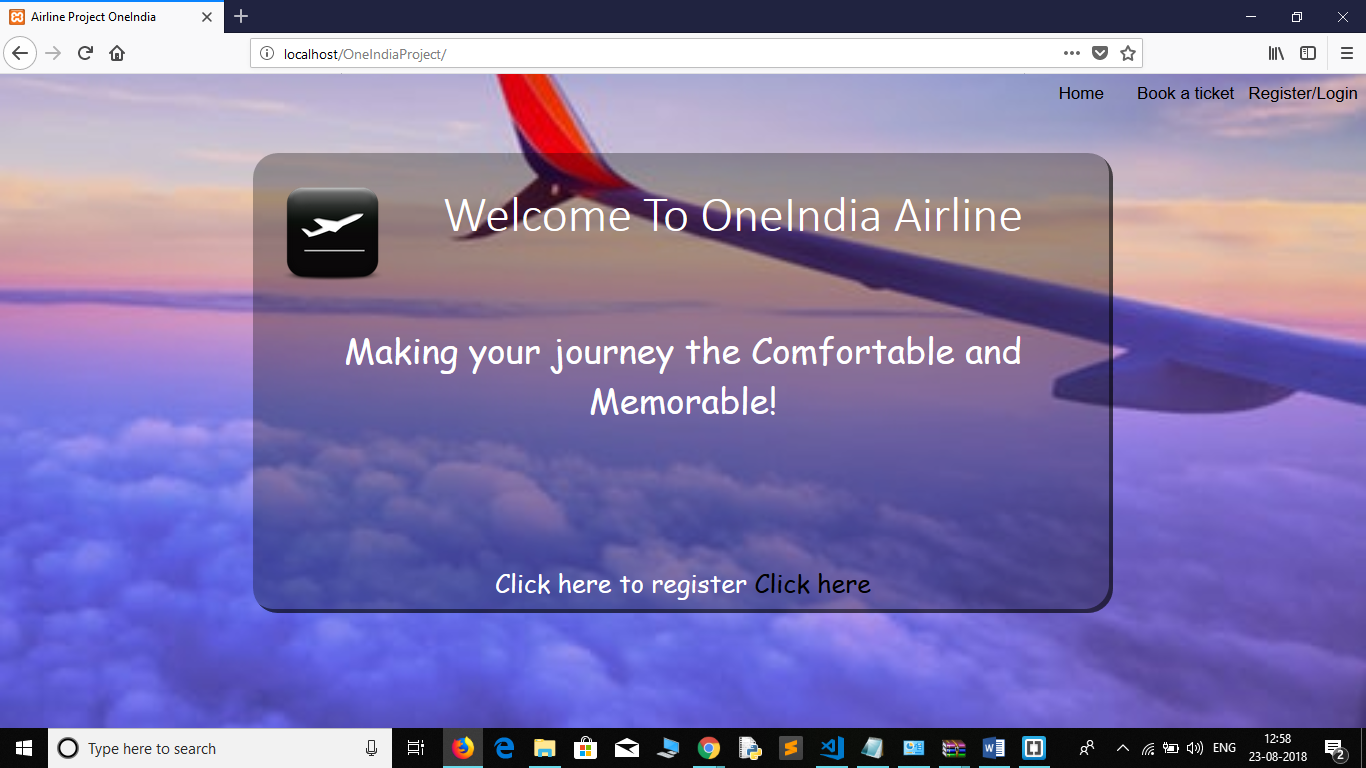 Airline Project OneIndia
localhost/OneIndiaProject/
Home Book a ticket Register/Login
Welcome To OneIndia Airline
Making your journey the Comfortable and
Memorable!
Click here to register Click here
Type here to search
ENG
12:58
23-08-2018
2